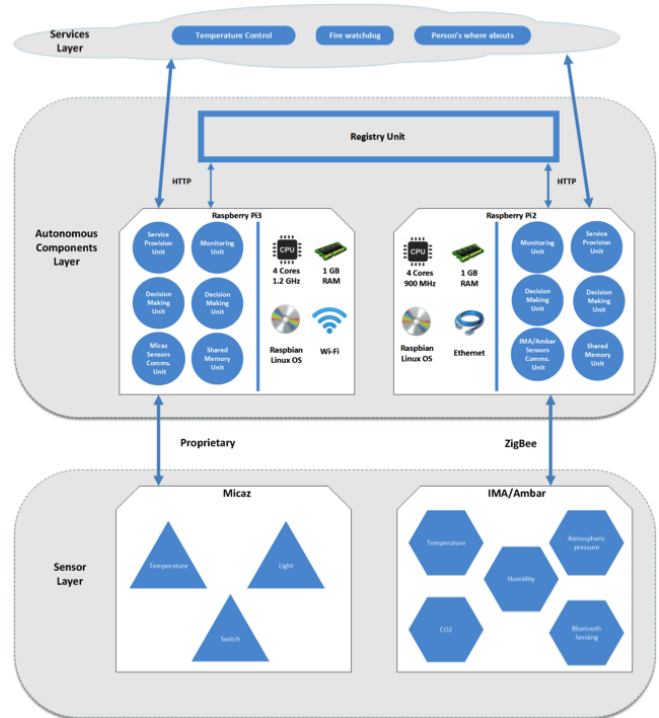 Services
Layer
Temperature Control
Fire watchdog
Person's where abouts
Registry Unit
HTTP
HTTP
Autonomous
Components
Layer
Raspberry Pi3
Service
Provision
Unit
Monitoring
Unit
Decision
Making Unit
Decision
Making Unit
Micaz
Sensors
Comms.
Unit
Shared
Memory
Unit
CPU
4 Cores
1.2 GHz
1 GB
RAM
Raspbian
Linux OS
Wi-Fi
Raspberry Pi2
CPU
4 Cores
900 MHz
1 GB
RAM
Raspbian
Linux OS
Ethernet
Monitoring
Unit
Service
Provision
Unit
Decision
Making Unit
Decision
Making Unit
IMA/Ambar
Sensors
Comms.
Unit
Shared
Memory
Unit
Proprietary
ZigBee
Sensor
Layer
Micaz
Temperature
Light
Switch
IMA/Ambar
Temperature
Atmospheric
pressure
Humidity
CO2
Bluetooth
Sensing